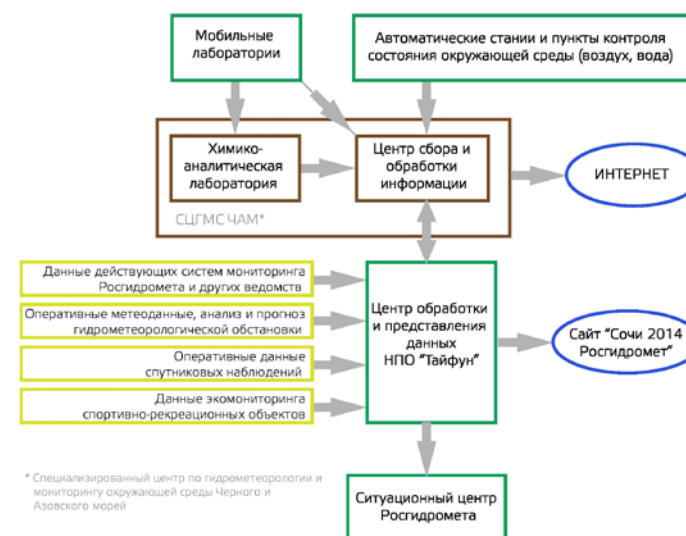 Мобильные
лаборатории
Автоматические стании и пункты контроля
состояния окружающей среды (воздух, вода)
Химико-
аналитическая
лаборатория
Центр сбора и
обработки
информации
ИНТЕРНЕТ
СЦГМС ЧАМ*
Данные действующих систем мониторинга
Росгидромета и других ведомств
Оперативные метеоданные, анализ и прогноз
гидрометеорологической обстановки
Оперативные данные
спутниковых наблюдений
Данные экомониторинга
спортивно-рекреационных объектов
Центр обработки
и представления
данных
НПО "Тайфун"
Сайт "Сочи 2014
Росгидромет"
* Специализированный центр по гидрометеорологии и
мониторингу окружающей среды Черного и
Азовского морей
Ситуационный центр
Росгидромета